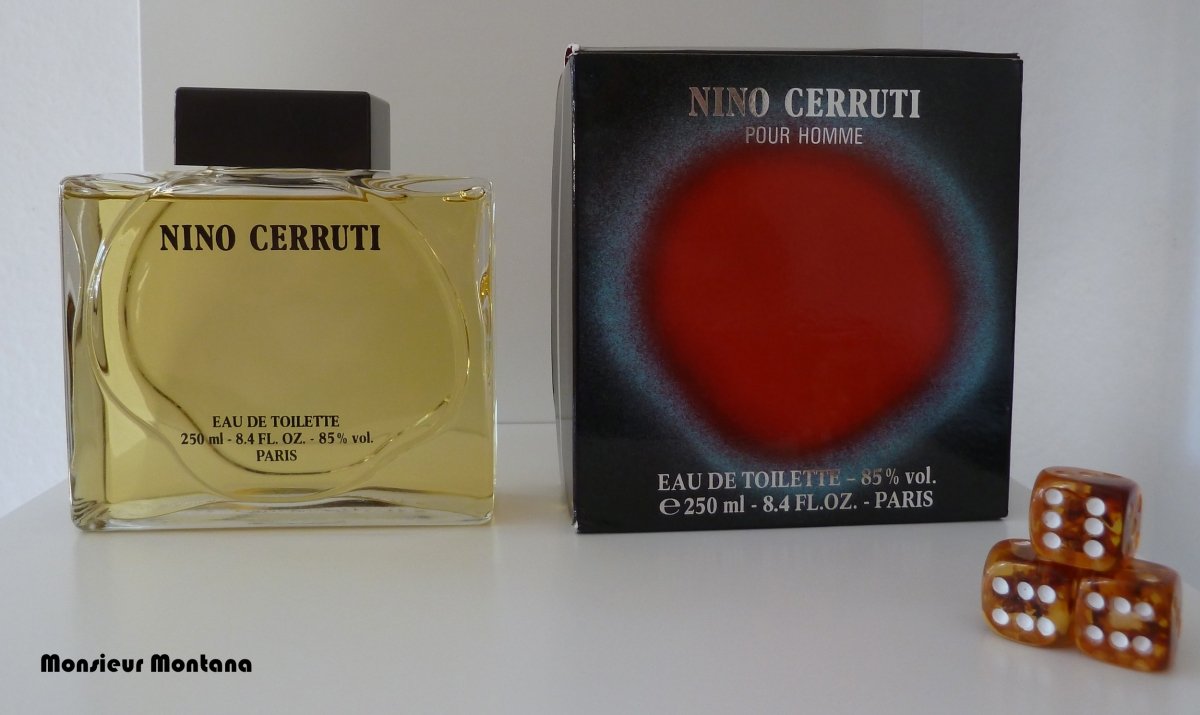 NINO CERRUTI
EAU DE TOILETTE
250 ml - 8.4 FL. OZ. - 85% vol.
PARIS
NINO CERRUTI
POUR HOMME
EAU DE TOILETTE - 85% vol.
℮ 250 ml - 8.4 FL.OZ. - PARIS
Monsieur Montana